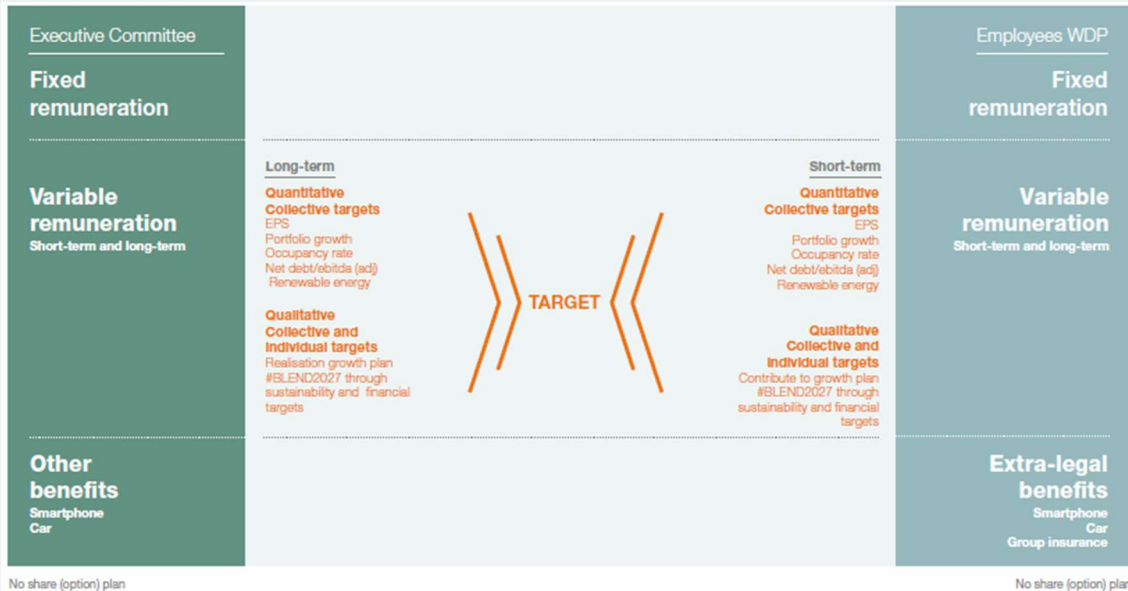 Executive Committee
Fixed
remuneration
Variable
remuneration
Short-term and long-term
Other
benefits
Smartphone
Car
No share (option) plan
Long-term
Quantitative
Collective targets
EPS
Portfolio growth
Occupancy rate
Net debt/ebitda (adj)
Renewable energy
Qualitative
Collective and
individual targets
Realisation growth plan
#BLEND2027 through
sustainability and financial
targets
TARGET
Short-term
Quantitative
Collective targets
EPS
Portfolio growth
Occupancy rate
Net debt/ebitda (adj)
Renewable energy
Qualitative
Collective and
individual targets
Contribute to growth plan
#BLEND2027 through
sustainability and financial
targets
Employees WDP
Fixed
remuneration
Variable
remuneration
Short-term and long-term
Extra-legal
benefits
Smartphone
Car
Group insurance
No share (option) plan